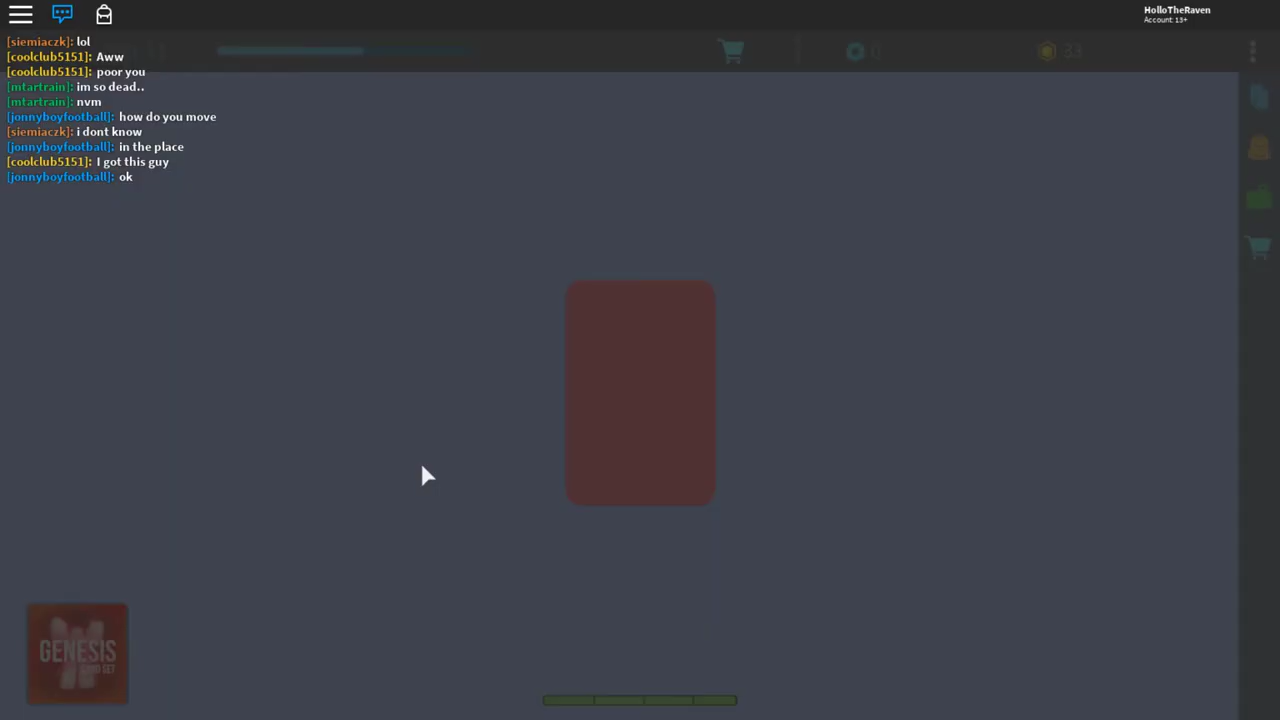 HolloTheRaven
Account: 13+
[siemiaczk]: lol
[coolclub5151]: Aww
[coolclub5151]: poor you
[mtartrain]: im so dead..
[mtartrain]: nvm
[jonnyboyfootball]: how do you move
[siemiaczk]: i dont know
[jonnyboyfootball]: in the place
[coolclub5151]: I got this guy
[jonnyboyfootball]: ok
33
GENESIS